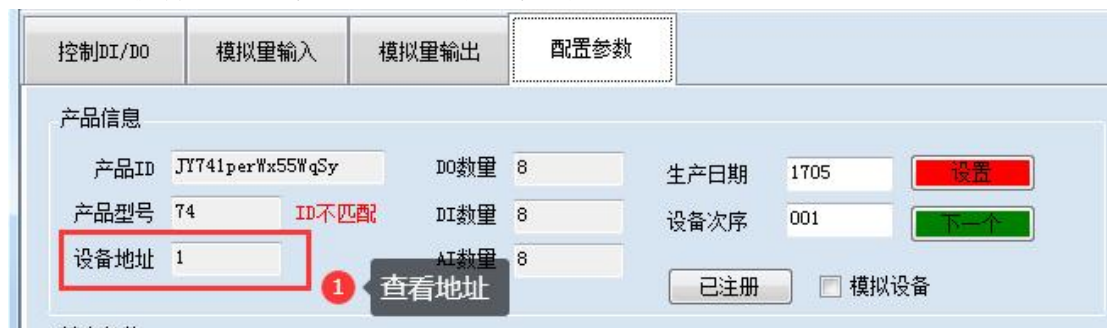 控制DI/DO 模拟量输入 模拟量输出 配置参数
产品信息
产品ID JY741perWx55WqSy DO数量 8 生产日期 1705 设置
产品型号 74 ID不匹配 DI数量 8 设备次序 001 下一个
设备地址 1 AI数量 8
1 查看地址 已注册 模拟设备